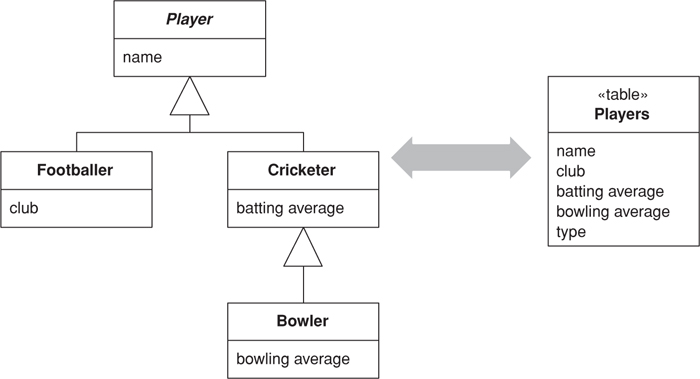 Player
name
Footballer
club
Cricketer
batting average
Bowler
bowling average
«table»
Players
name
club
batting average
bowling average
type